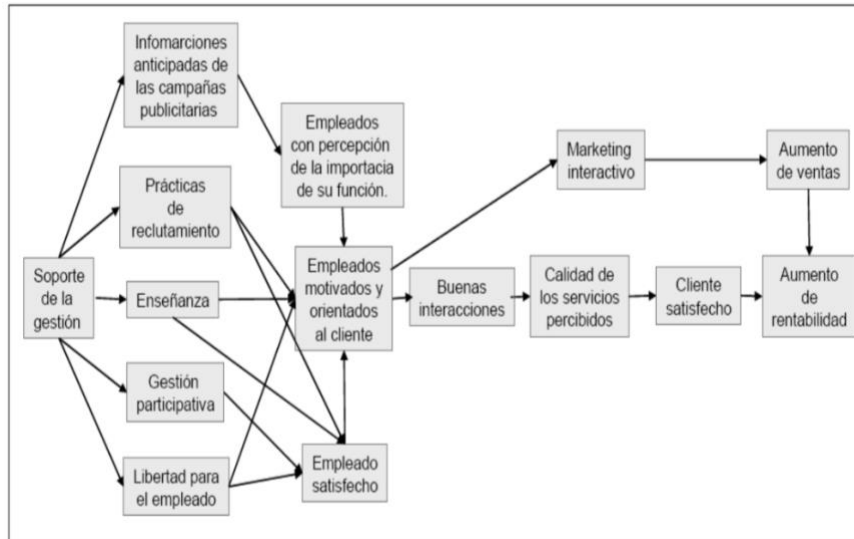 Infomarciones
anticipadas de
las campañas
publicitarias
Empleados
con percepción
de la importacia
de su función.
Marketing
interactivo
Aumento
de ventas
Prácticas
de
reclutamiento
Soporte
de la
gestión
Enseñanza
Empleados
motivados y
orientados
al cliente
Buenas
interacciones
Calidad de
los servicios
percibidos
Cliente
satisfecho
Aumento
de
rentabilidad
Gestión
participativa
Libertad para
el empleado
Empleado
satisfecho